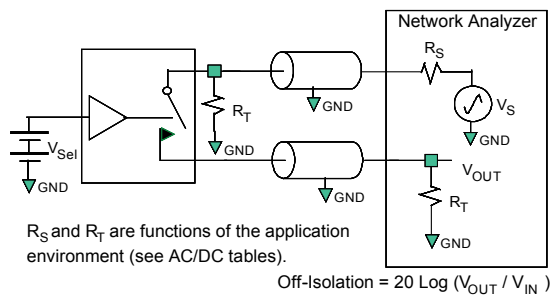 Network Analyzer
R_S
V_S
GND
GND
R_T
GND
V_Sel
GND
V_OUT
GND
R_T
GND
R_S and R_T are functions of the application
environment (see AC/DC tables).
Off-Isolation = 20 Log (V_OUT / V_IN )